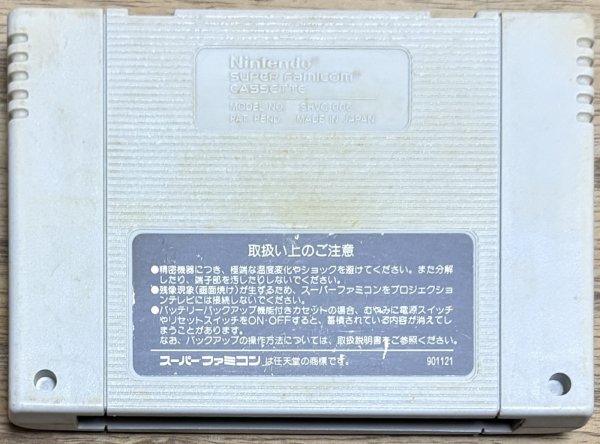 Nintendo®
SUPER FAMICOM®
CASSETTE
MODEL NO. SHVC-006
PAT. PEND. MADE IN JAPAN
取扱い上のご注意
●精密機器につき、極端な温度変化やショックを避けてください。また分解
したり、端子部を汚したりしないでください。
●残像現象(画面焼け)が生ずるため、スーパーファミコンをプロジェクショ
ンテレビには接続しないでください。
●バッテリーバックアップ機能付きカセットの場合、むやみに電源スイッチ
やリセットスイッチをON・OFFすると、蓄積されている内容が消えてし
まうことがあります。
なお、バックアップの操作方法については、取扱説明書をご参照ください。
スーパーファミコンは任天堂の商標です。 901121